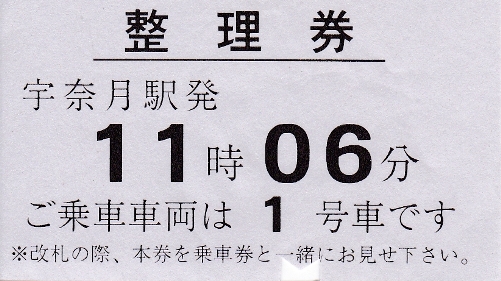 整理券
宇奈月駅発
11時06分
ご乗車車両は 1 号車です
※改札の際、本券を乗車券と一緒にお見せ下さい。